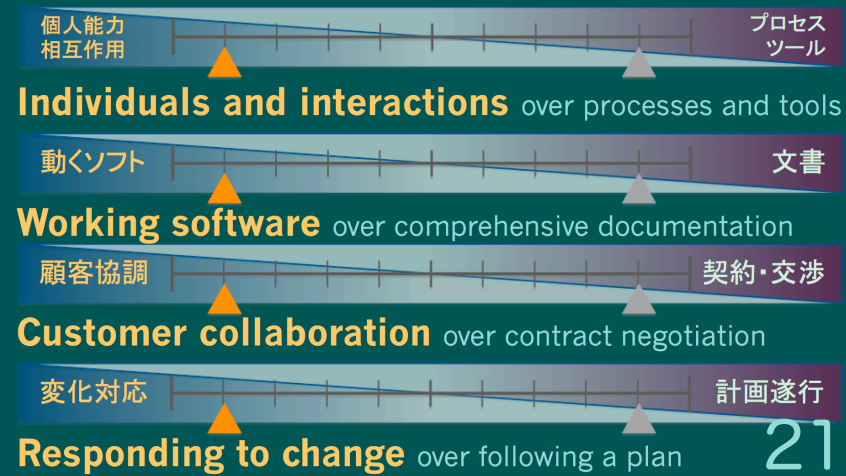 個人能力
相互作用
プロセス
ツール
Individuals and interactions over processes and tools
動くソフト
文書
Working software over comprehensive documentation
顧客協調
契約・交渉
Customer collaboration over contract negotiation
変化対応
計画遂行
Responding to change over following a plan
21